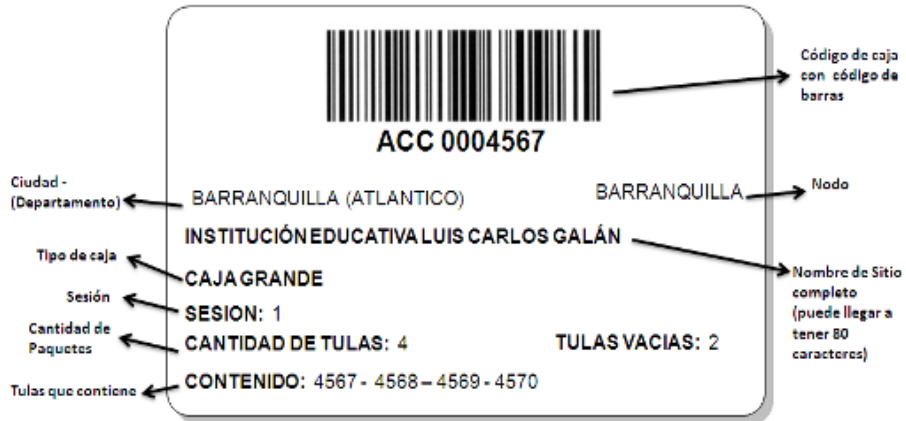 Código de caja
con código de
barras
ACC 0004567
Ciudad -
(Departamento)
BARRANQUILLA (ATLANTICO)
BARRANQUILLA
Nodo
INSTITUCIÓN EDUCATIVA LUIS CARLOS GALÁN
Tipo de caja
CAJA GRANDE
Nombre de Sitio
completo
(puede llegar a
tener 80
caracteres)
Sesión
SESION: 1
Cantidad de
Paquetes
CANTIDAD DE TULAS: 4
TULAS VACIAS: 2
Tulas que contiene
CONTENIDO: 4567 - 4568 – 4569 - 4570